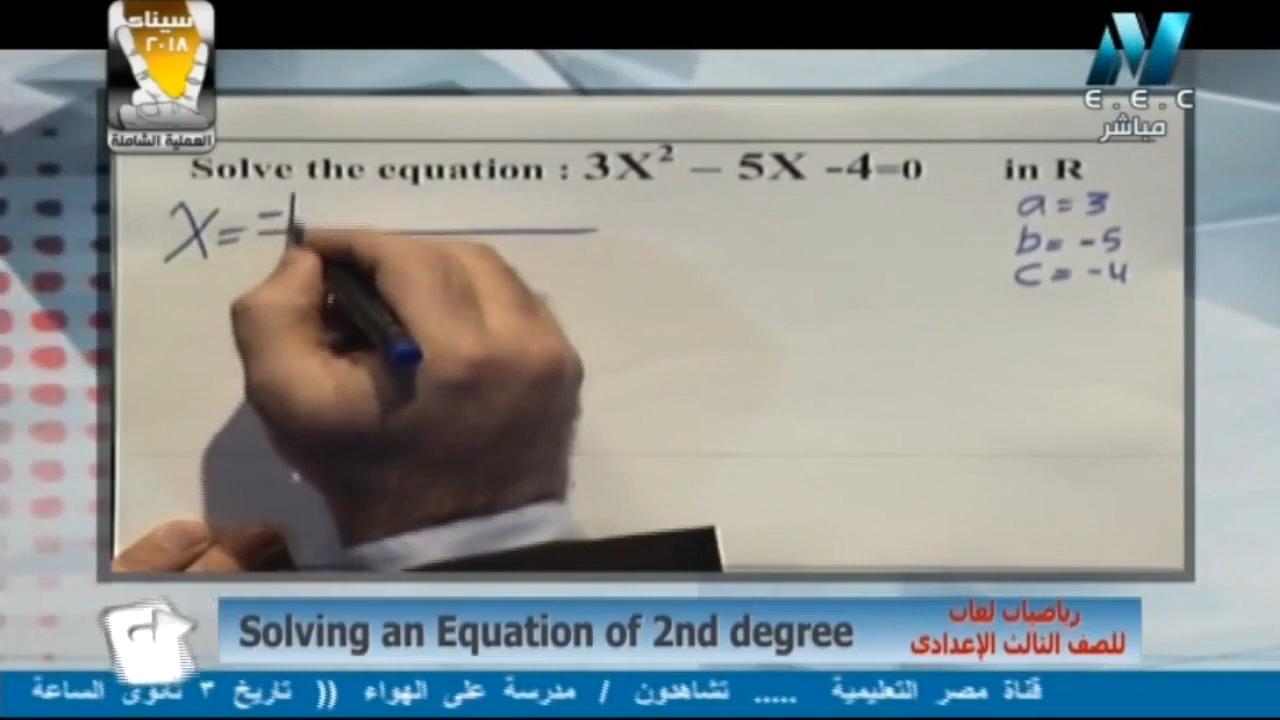 سيناء
٢٠١٨
العملية الشاملة
E.E.C
مباشر
Solve the equation : 3X² – 5X -4=0 in R
X = -
a = 3
b = -5
c = -4
Solving an Equation of 2nd degree
رياضيات لغات
للصف الثالث الإعدادى
قناة مصر التعليمية ..... تشاهدون / مدرسة على الهواء (( تاريخ ٣ ثانوى الساعة